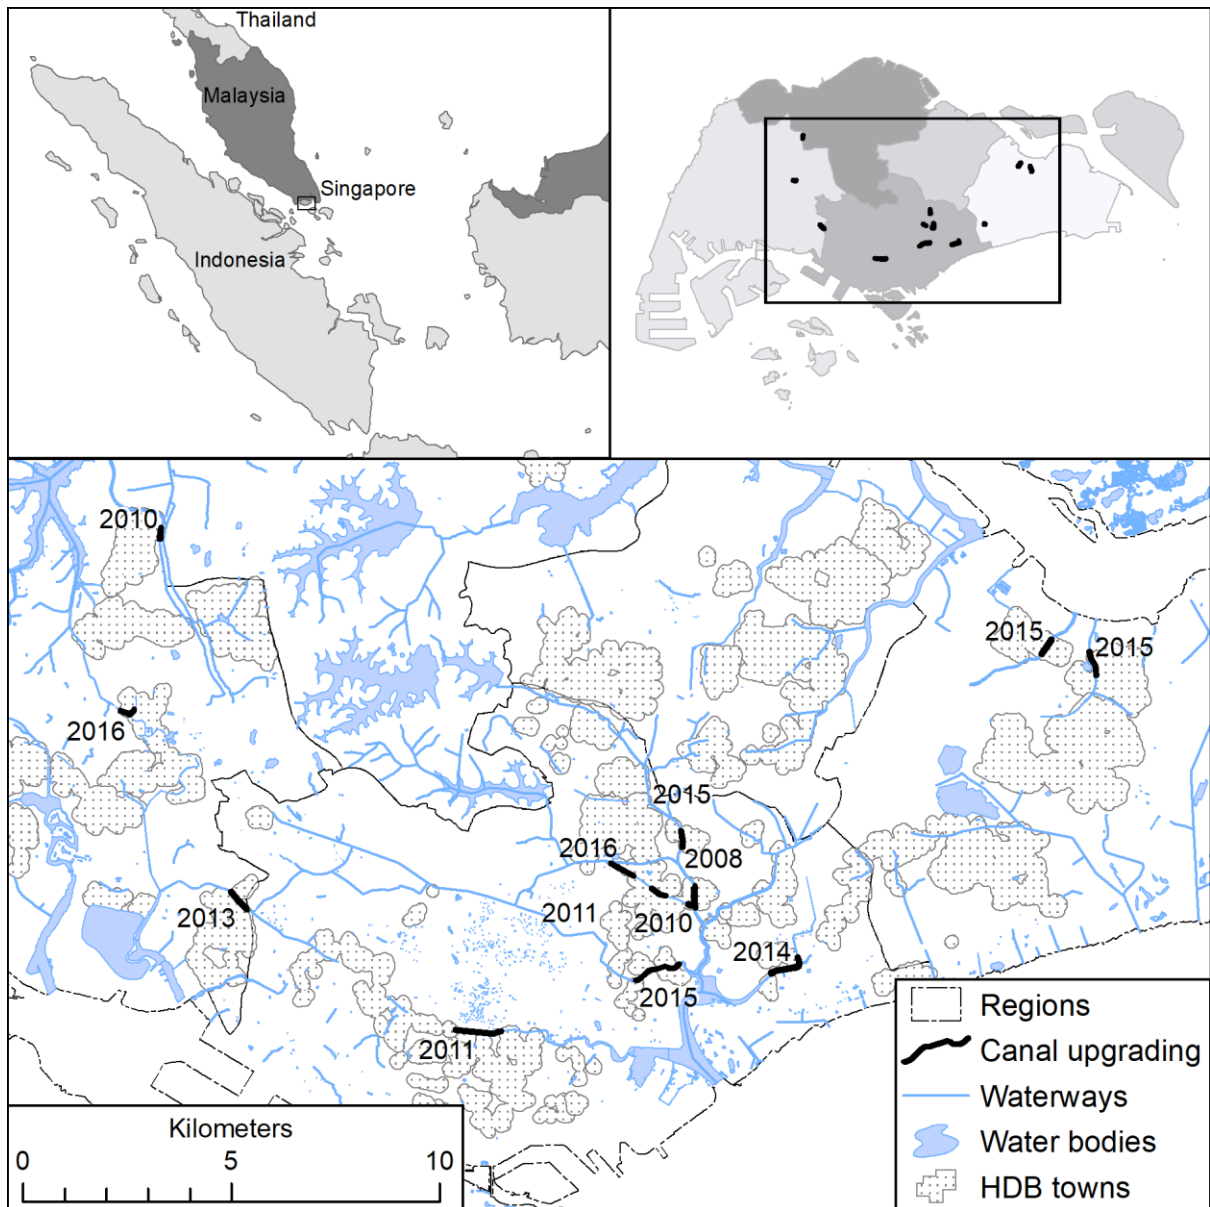 Thailand
Malaysia
Singapore
Indonesia
2010
2015
2015
2016
2015
2016
2008
2013
2011
2010
2014
2015
2011
Regions
Canal upgrading
Waterways
Water bodies
HDB towns
Kilometers
0 5 10